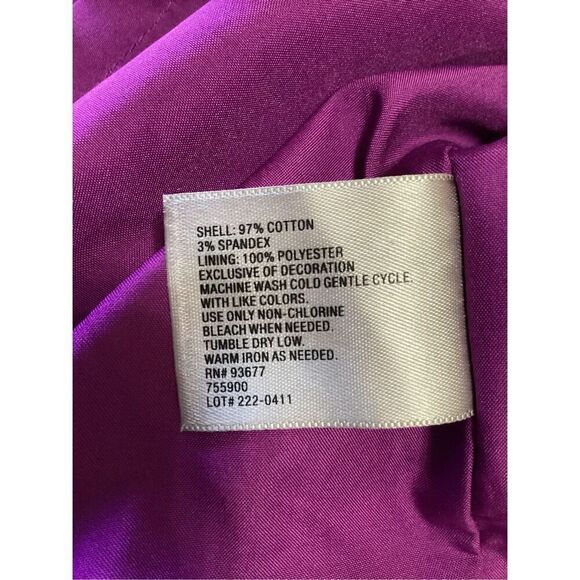 SHELL: 97% COTTON
3% SPANDEX
LINING: 100% POLYESTER
EXCLUSIVE OF DECORATION
MACHINE WASH COLD GENTLE CYCLE.
WITH LIKE COLORS.
USE ONLY NON-CHLORINE
BLEACH WHEN NEEDED.
TUMBLE DRY LOW.
WARM IRON AS NEEDED.
RN# 93677
755900
LOT# 222-0411